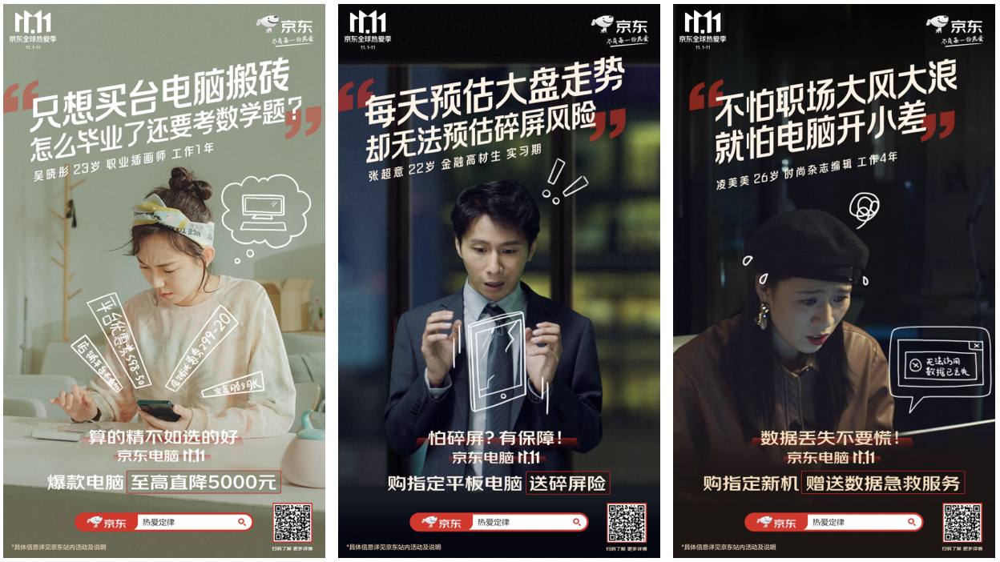 11.11
京东全球热爱季
11.1-11
京东
不负每一份热爱
“只想买台电脑搬砖
怎么毕业了还要考数学题?”
吴晓彤 23岁 职业插画师 工作1年
平台优惠券598-50
店铺优惠券299-20
算的精不如选的好
京东电脑 11.11
爆款电脑 至高直降5000元
京东
热爱定律
*具体信息详见京东站内活动及说明
扫码了解 更多详情
11.11
京东全球热爱季
11.1-11
京东
不负每一份热爱
“每天预估大盘走势
却无法预估碎屏风险”
张超意 22岁 金融高材生 实习期
怕碎屏?有保障!
京东电脑 11.11
购指定平板电脑 送碎屏险
京东
热爱定律
*具体信息详见京东站内活动及说明
扫码了解 更多详情
11.11
京东全球热爱季
11.1-11
京东
不负每一份热爱
“不怕职场大风大浪
就怕电脑开小差”
凌美美 26岁 时尚杂志编辑 工作4年
无法访问
数据已丢失
数据丢失不要慌!
京东电脑 11.11
购指定新机 赠送数据急救服务
京东
热爱定律
*具体信息详见京东站内活动及说明
扫码了解 更多详情